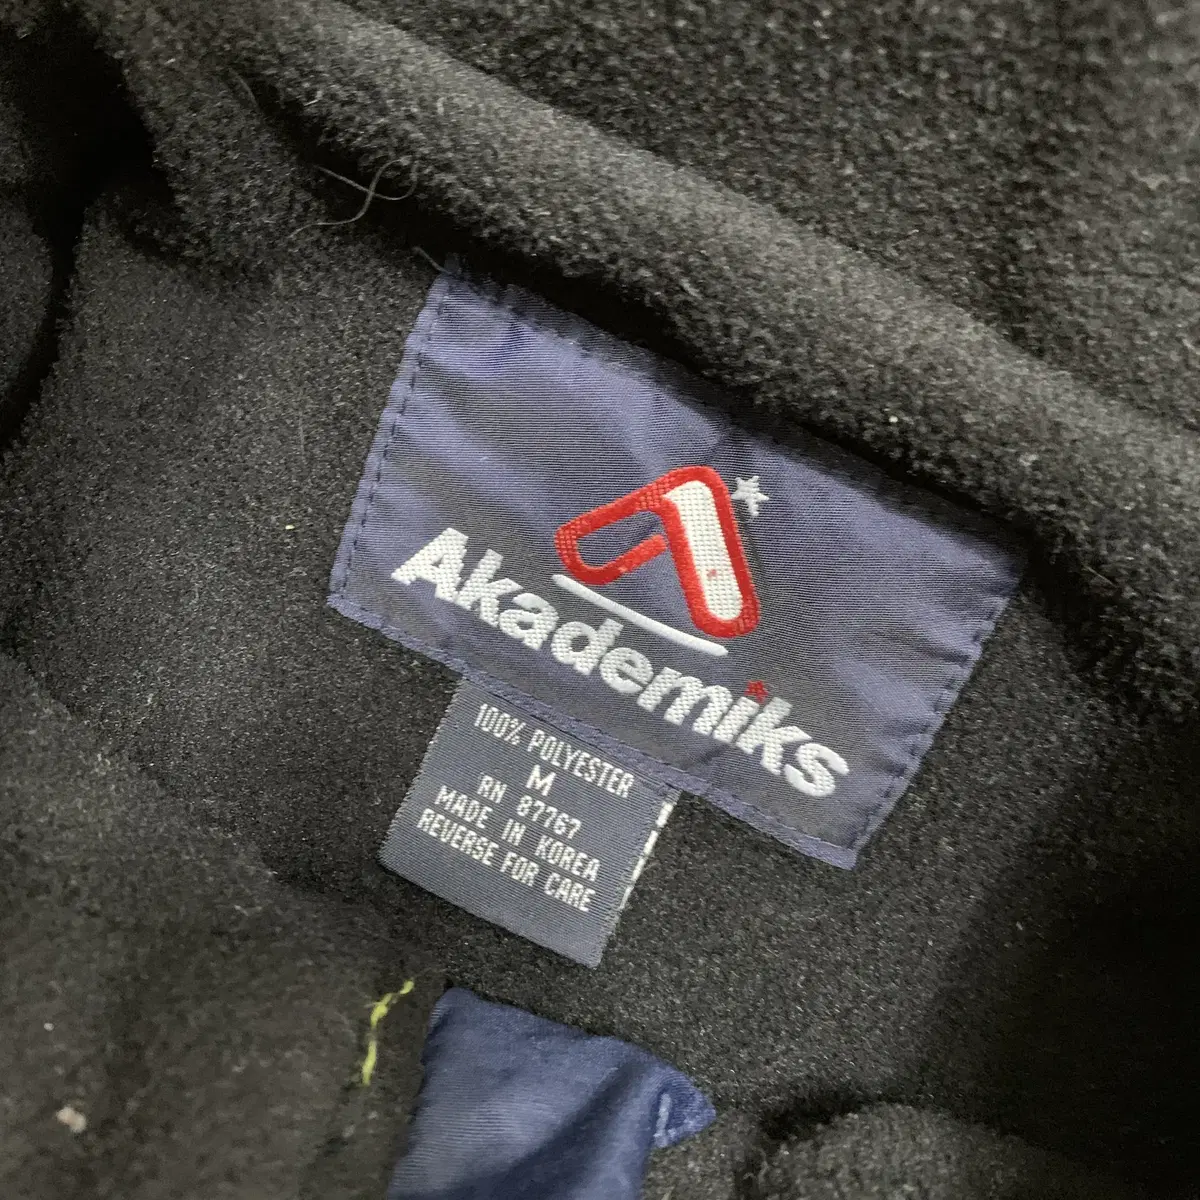 Akademiks
100% POLYESTER
M
RN 87767
MADE IN KOREA
REVERSE FOR CARE